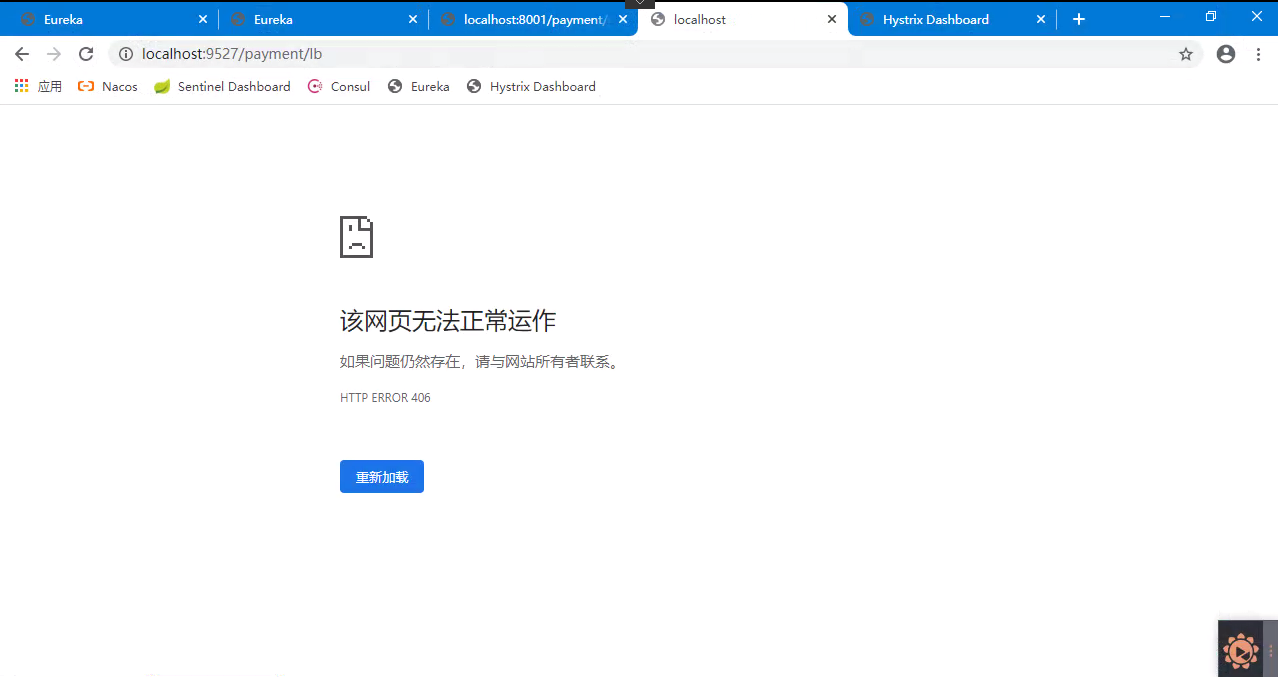 Eureka
Eureka
localhost:8001/payment/
localhost
Hystrix Dashboard
localhost:9527/payment/lb
应用
Nacos
Sentinel Dashboard
Consul
Eureka
Hystrix Dashboard
该网页无法正常运作
如果问题仍然存在，请与网站所有者联系。
HTTP ERROR 406
重新加载